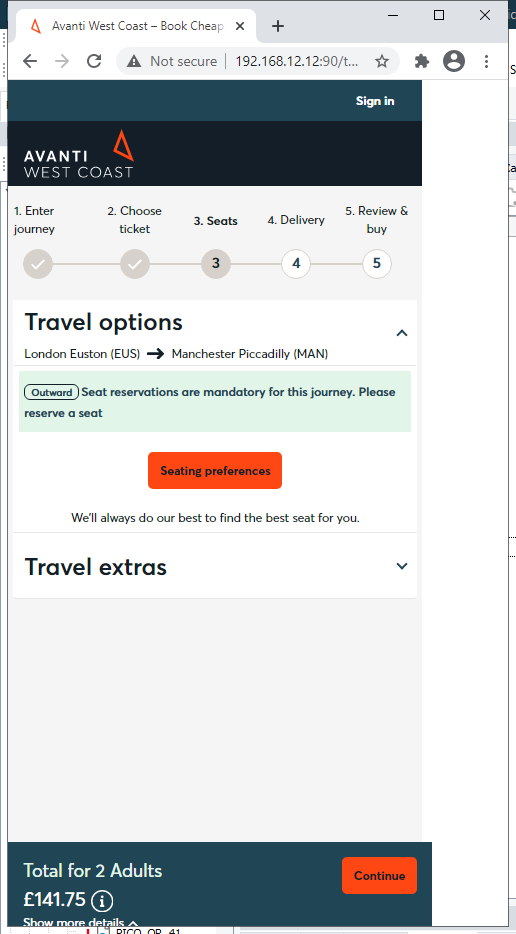 Avanti West Coast – Book Cheap
Not secure | 192.168.12.12:90/t...
Sign in
AVANTI
WEST COAST
1. Enter journey
2. Choose ticket
3. Seats
4. Delivery
5. Review & buy
3
4
5
Travel options
London Euston (EUS) → Manchester Piccadilly (MAN)
Outward Seat reservations are mandatory for this journey. Please
reserve a seat
Seating preferences
We'll always do our best to find the best seat for you.
Travel extras
Total for 2 Adults
£141.75
Continue
Show more details